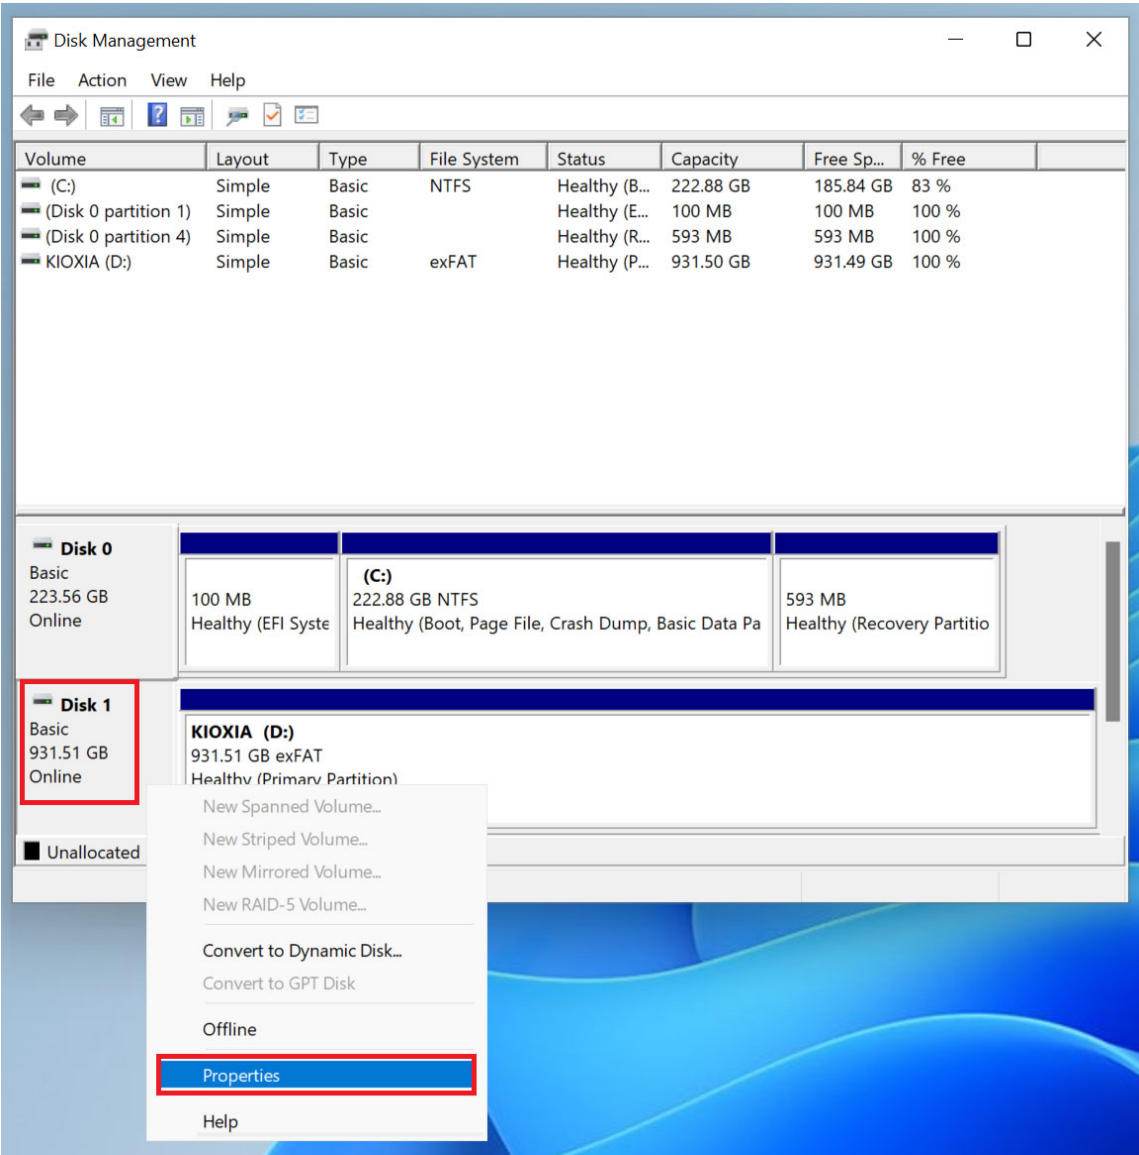 Disk Management
File Action View Help
Volume Layout Type File System Status Capacity Free Sp... % Free
(C:) Simple Basic NTFS Healthy (B... 222.88 GB 185.84 GB 83 %
(Disk 0 partition 1) Simple Basic Healthy (E... 100 MB 100 MB 100 %
(Disk 0 partition 4) Simple Basic Healthy (R... 593 MB 593 MB 100 %
KIOXIA (D:) Simple Basic exFAT Healthy (P... 931.50 GB 931.49 GB 100 %
Disk 0
Basic
223.56 GB
Online
100 MB
Healthy (EFI Syste
(C:)
222.88 GB NTFS
Healthy (Boot, Page File, Crash Dump, Basic Data Pa
593 MB
Healthy (Recovery Partitio
Disk 1
Basic
931.51 GB
Online
KIOXIA (D:)
931.51 GB exFAT
Healthy (Primary Partition)
Unallocated
New Spanned Volume...
New Striped Volume...
New Mirrored Volume...
New RAID-5 Volume...
Convert to Dynamic Disk...
Convert to GPT Disk
Offline
Properties
Help